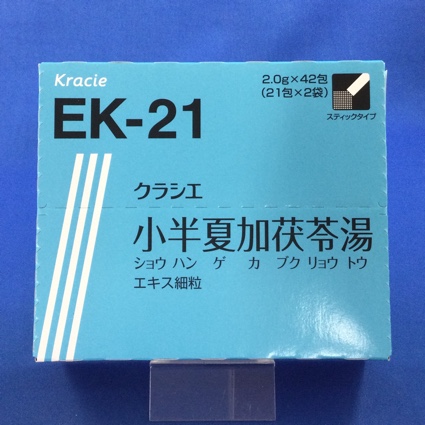 Kracie
2.0g×42包
(21包×2袋)
スティックタイプ
EK-21
クラシエ
小半夏加茯苓湯
ショウ ハン ゲ カ ブク リョウ トウ
エキス細粒